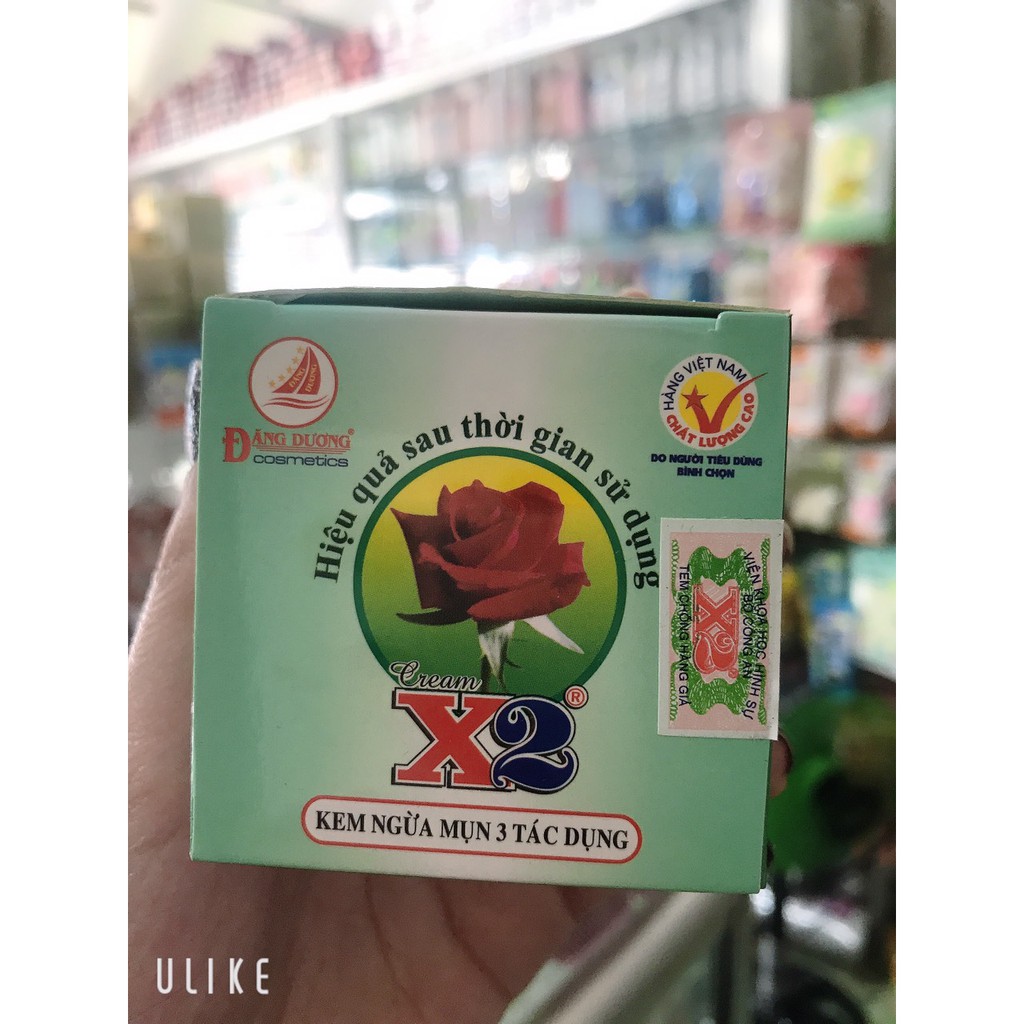 ĐĂNG DƯƠNG
ĐĂNG DƯƠNG®
cosmetics
HÀNG VIỆT NAM
CHẤT LƯỢNG CAO
DO NGƯỜI TIÊU DÙNG
BÌNH CHỌN
Hiệu quả sau thời gian sử dụng
VIỆN KHOA HỌC HÌNH SỰ
BỘ CÔNG AN
X2
TEM CHỐNG HÀNG GIẢ
Cream
X2®
KEM NGỪA MỤN 3 TÁC DỤNG
ULIKE